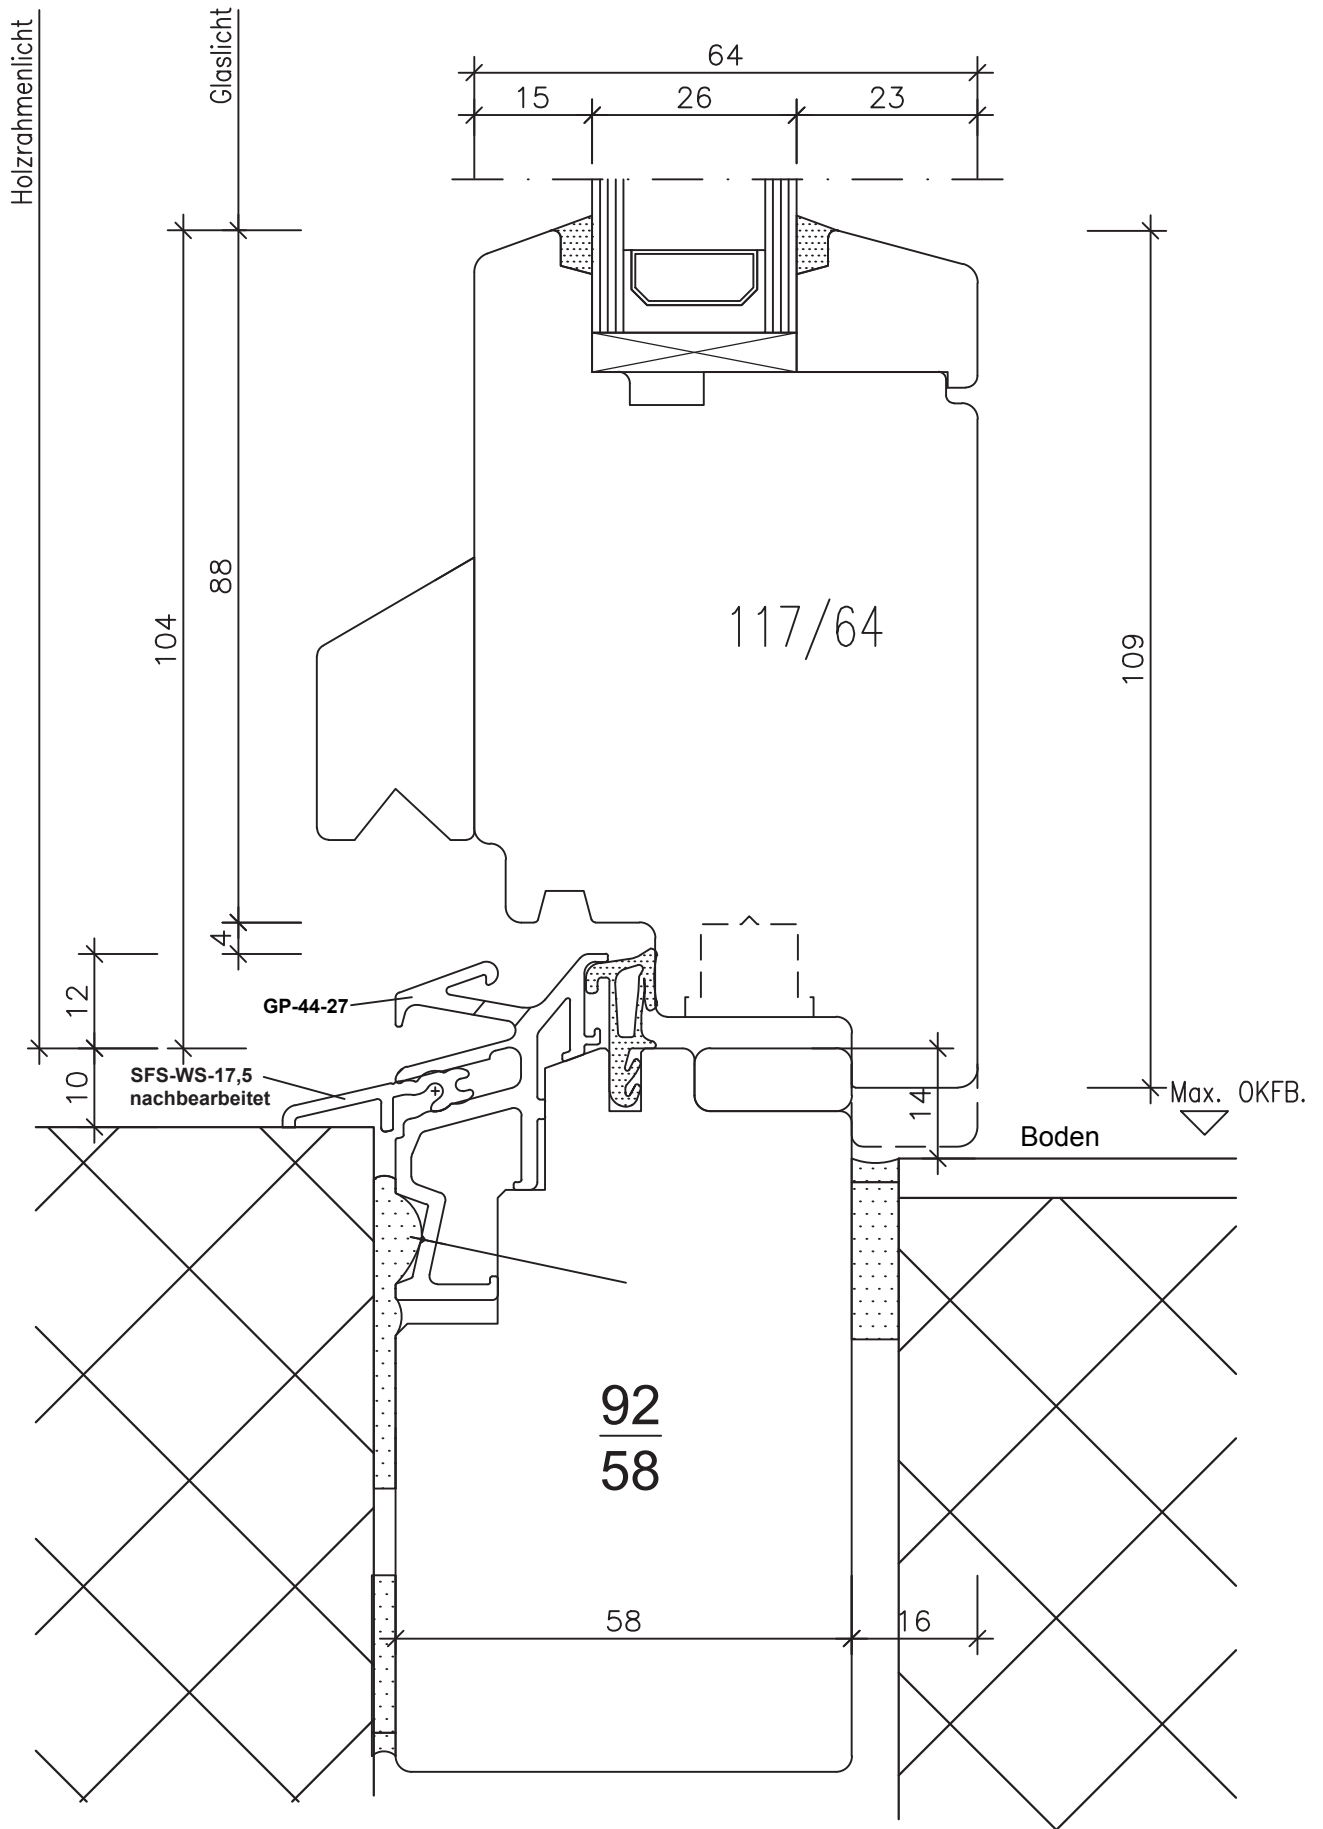 Holzrahmenlicht
Glaslicht
64
15 26 23
88
104
117/64
109
4
12
GP-44-27
10
SFS-WS-17,5
nachbearbeitet
14
Max. OKFB.
Boden
92
58
58
16